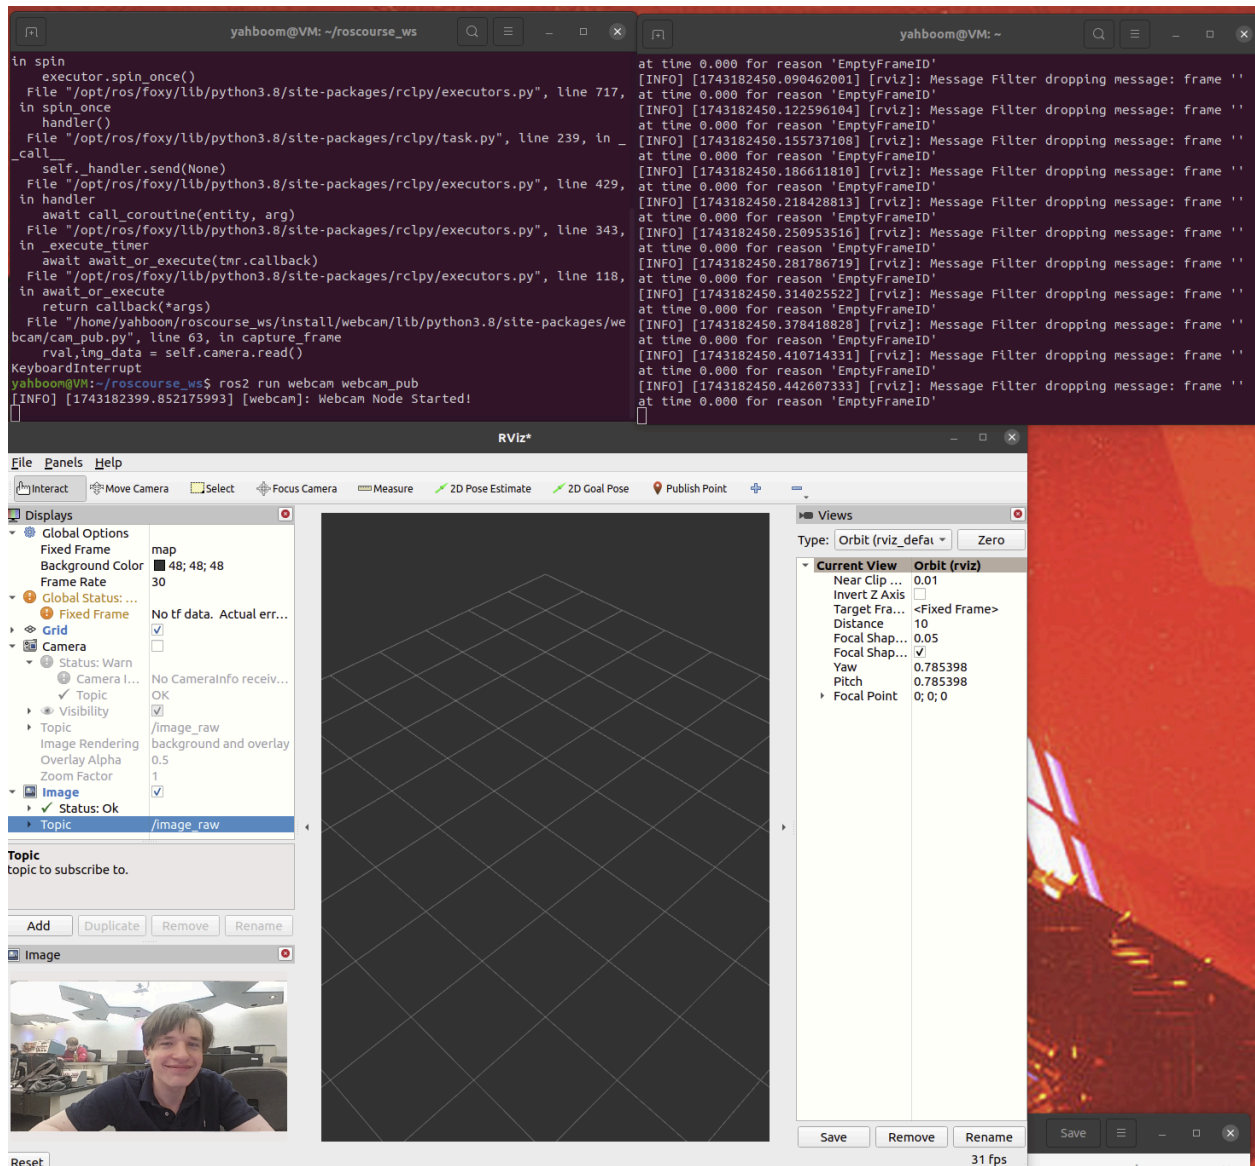 yahboom@VM: ~/roscourse_ws
in spin
executor.spin_once()
File "/opt/ros/foxy/lib/python3.8/site-packages/rclpy/executors.py", line 717,
in spin_once
handler()
File "/opt/ros/foxy/lib/python3.8/site-packages/rclpy/task.py", line 239, in _
_call__
self._handler.send(None)
File "/opt/ros/foxy/lib/python3.8/site-packages/rclpy/executors.py", line 429,
in handler
await call_coroutine(entity, arg)
File "/opt/ros/foxy/lib/python3.8/site-packages/rclpy/executors.py", line 343,
in _execute_timer
await await_or_execute(tmr.callback)
File "/opt/ros/foxy/lib/python3.8/site-packages/rclpy/executors.py", line 118,
in await_or_execute
return callback(*args)
File "/home/yahboom/roscourse_ws/install/webcam/lib/python3.8/site-packages/we
bcam/cam_pub.py", line 63, in capture_frame
rval,img_data = self.camera.read()
KeyboardInterrupt
yahboom@VM:~/roscourse_ws$ ros2 run webcam webcam_pub
[INFO] [1743182399.852175993] [webcam]: Webcam Node Started!
yahboom@VM: ~
at time 0.000 for reason 'EmptyFrameID'
[INFO] [1743182450.090462001] [rviz]: Message Filter dropping message: frame ''
at time 0.000 for reason 'EmptyFrameID'
[INFO] [1743182450.122596104] [rviz]: Message Filter dropping message: frame ''
at time 0.000 for reason 'EmptyFrameID'
[INFO] [1743182450.155737108] [rviz]: Message Filter dropping message: frame ''
at time 0.000 for reason 'EmptyFrameID'
[INFO] [1743182450.186611810] [rviz]: Message Filter dropping message: frame ''
at time 0.000 for reason 'EmptyFrameID'
[INFO] [1743182450.218428813] [rviz]: Message Filter dropping message: frame ''
at time 0.000 for reason 'EmptyFrameID'
[INFO] [1743182450.250953516] [rviz]: Message Filter dropping message: frame ''
at time 0.000 for reason 'EmptyFrameID'
[INFO] [1743182450.281786719] [rviz]: Message Filter dropping message: frame ''
at time 0.000 for reason 'EmptyFrameID'
[INFO] [1743182450.314025522] [rviz]: Message Filter dropping message: frame ''
at time 0.000 for reason 'EmptyFrameID'
[INFO] [1743182450.378418828] [rviz]: Message Filter dropping message: frame ''
at time 0.000 for reason 'EmptyFrameID'
[INFO] [1743182450.410714331] [rviz]: Message Filter dropping message: frame ''
at time 0.000 for reason 'EmptyFrameID'
[INFO] [1743182450.442607333] [rviz]: Message Filter dropping message: frame ''
at time 0.000 for reason 'EmptyFrameID'
RViz*
File Panels Help
Interact Move Camera Select Focus Camera Measure 2D Pose Estimate 2D Goal Pose Publish Point
Displays
Global Options
Fixed Frame map
Background Color 48; 48; 48
Frame Rate 30
Global Status: ...
Fixed Frame No tf data. Actual err...
Grid
Camera
Status: Warn
Camera I... No CameraInfo receiv...
Topic OK
Visibility
Topic /image_raw
Image Rendering background and overlay
Overlay Alpha 0.5
Zoom Factor 1
Image
Status: Ok
Topic /image_raw
Topic
topic to subscribe to.
Add Duplicate Remove Rename
Image
Reset
Views
Type: Orbit (rviz_defau Zero
Current View Orbit (rviz)
Near Clip ... 0.01
Invert Z Axis
Target Fra... <Fixed Frame>
Distance 10
Focal Shap... 0.05
Focal Shap...
Yaw 0.785398
Pitch 0.785398
Focal Point 0; 0; 0
Save Remove Rename
31 fps
Save